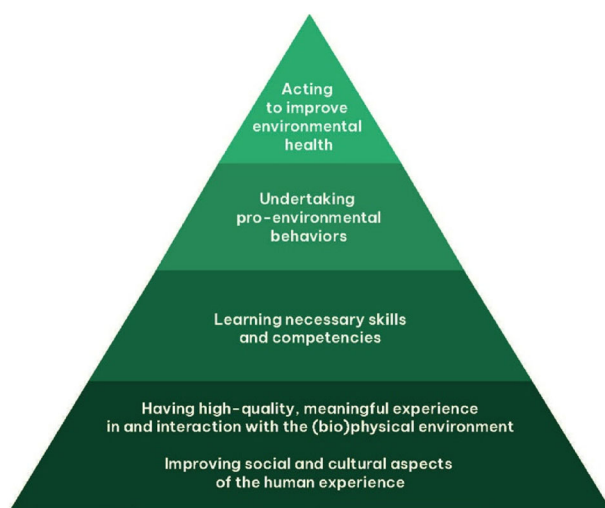 Acting
to improve
environmental
health
Undertaking
pro-environmental
behaviors
Learning necessary skills
and competencies
Having high-quality, meaningful experience
in and interaction with the (bio)physical environment
Improving social and cultural aspects
of the human experience